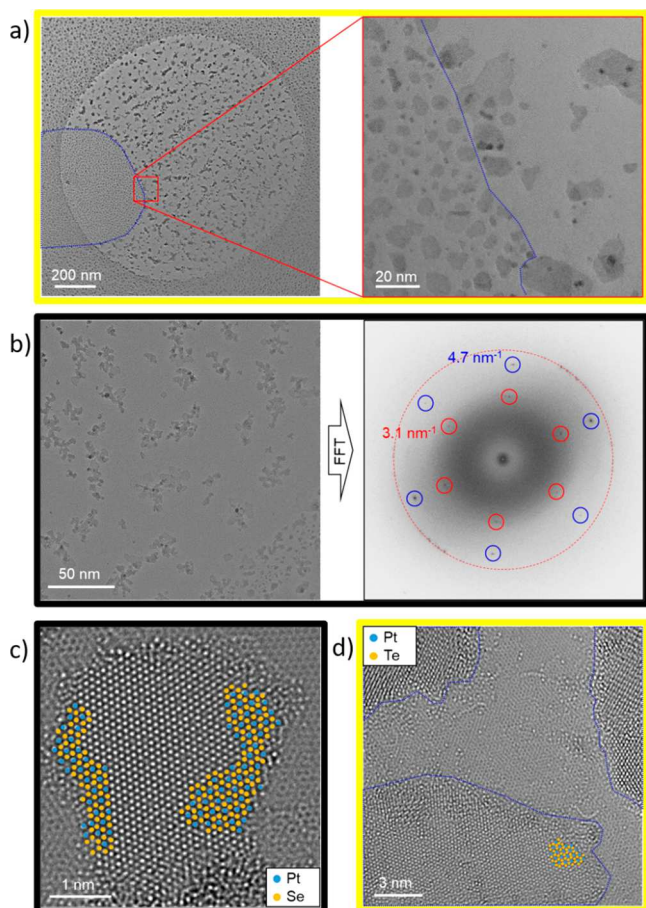 a)
200 nm
20 nm
b)
50 nm
FFT
4.7 nm⁻¹
3.1 nm⁻¹
c)
1 nm
Pt
Se
d)
Pt
Te
3 nm